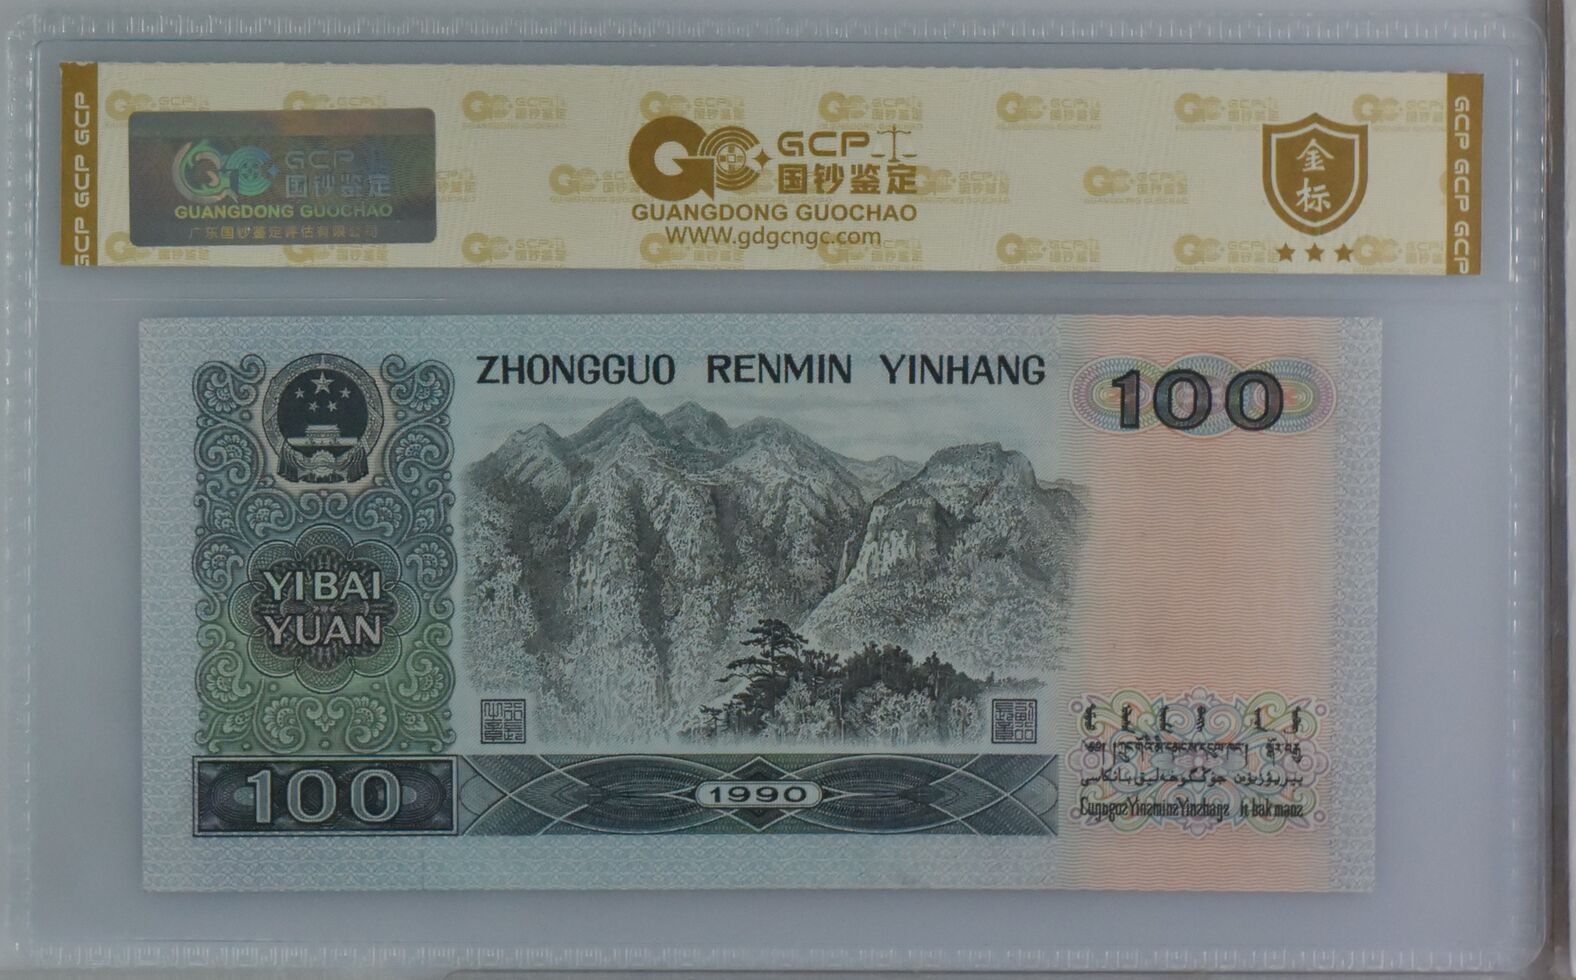 GCP GCP GCP
GCP
国钞鉴定
GUANGDONG GUOCHAO
广东国钞鉴定评估有限公司
GCP
国钞鉴定
GUANGDONG GUOCHAO
WWW.gdgcngc.com
金标
GCP GCP GCP
ZHONGGUO RENMIN YINHANG
100
YI BAI
YUAN
100
1990